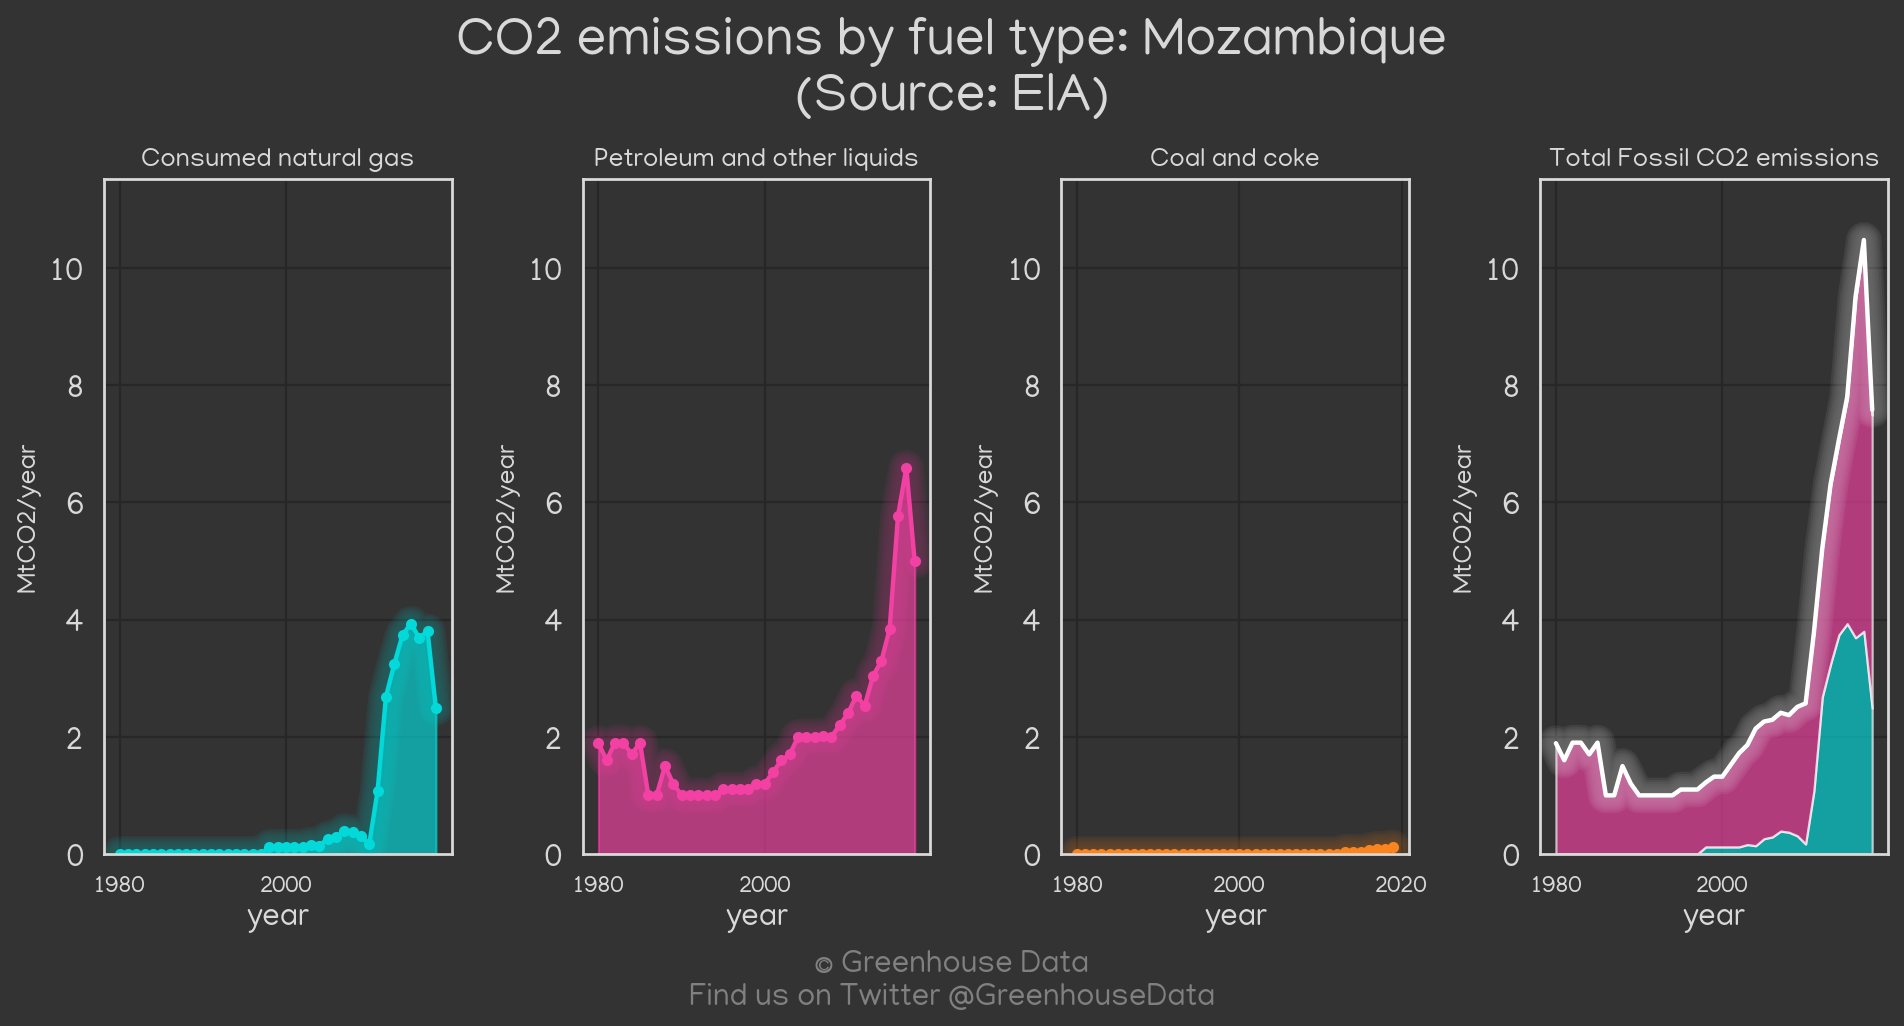 CO2 emissions by fuel type: Mozambique
(Source: EIA)
Consumed natural gas
MtCO2/year
10
8
6
4
2
0
1980 2000
year
Petroleum and other liquids
MtCO2/year
10
8
6
4
2
0
1980 2000
year
Coal and coke
MtCO2/year
10
8
6
4
2
0
1980 2000 2020
year
Total Fossil CO2 emissions
MtCO2/year
10
8
6
4
2
0
1980 2000
year
© Greenhouse Data
Find us on Twitter @GreenhouseData